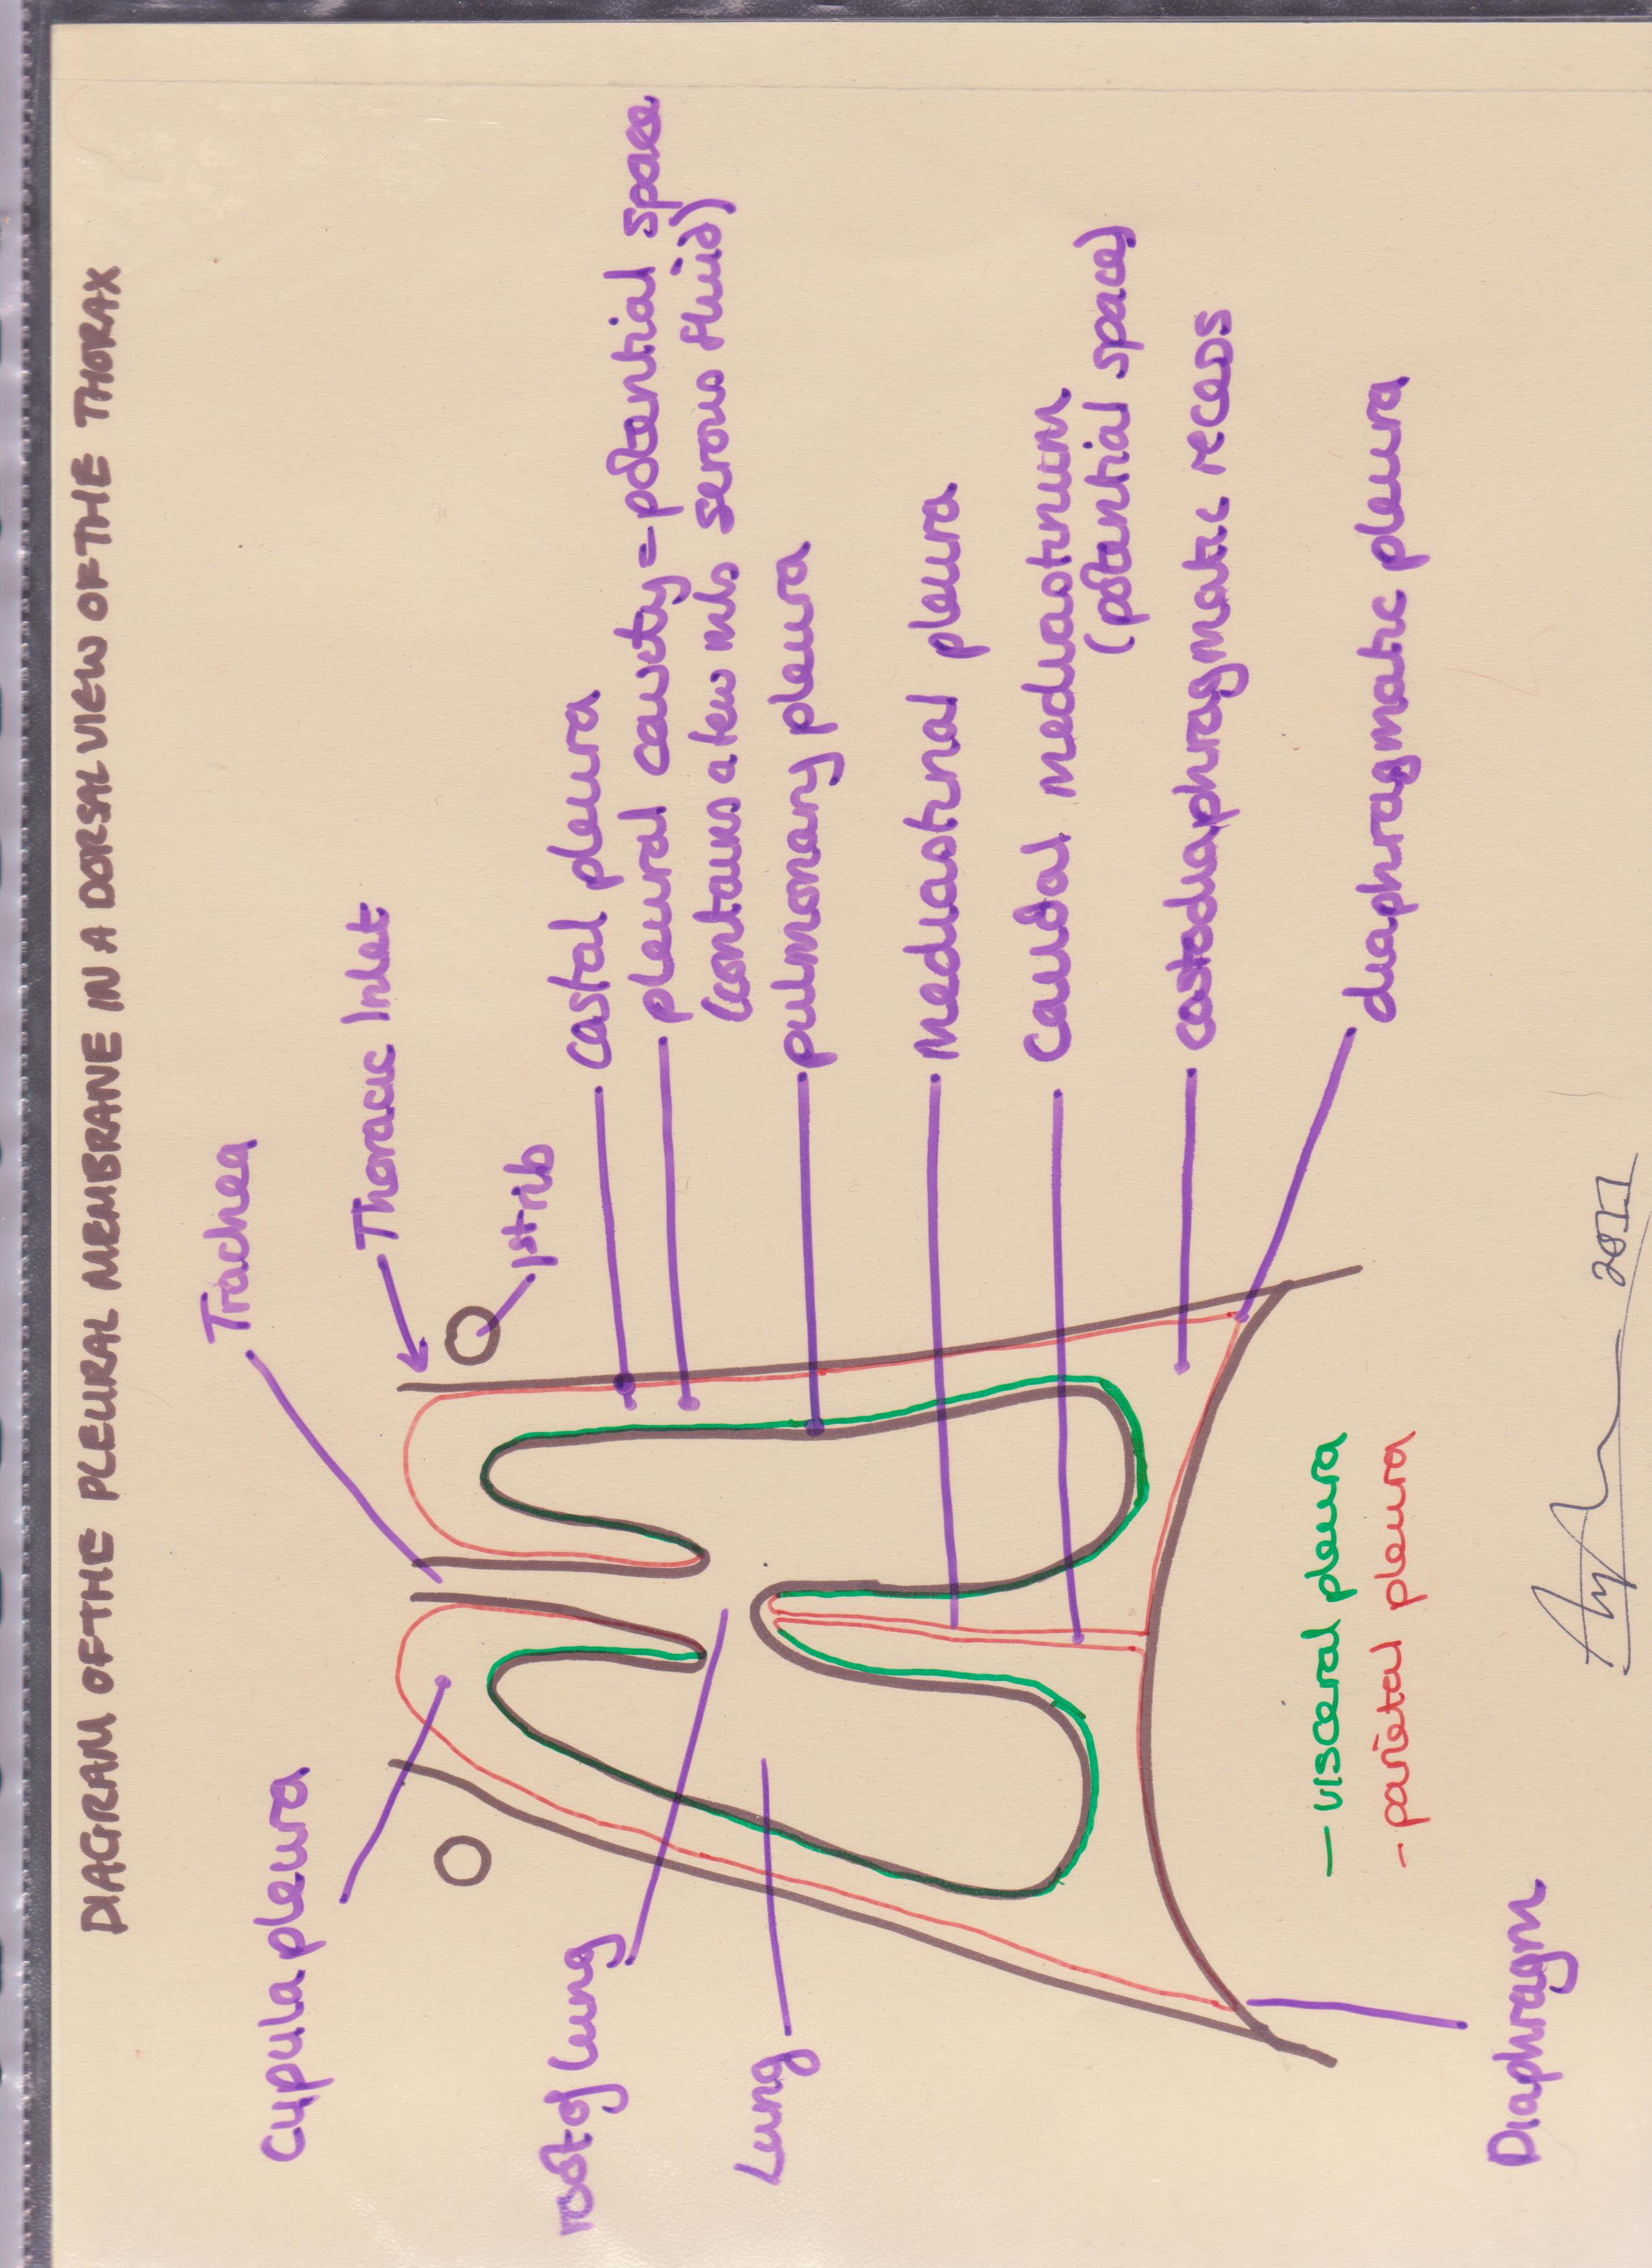 DIAGRAM OF THE PLEURAL MEMBRANE IN A DORSAL VIEW OF THE THORAX
Trachea
Thoracic Inlet
1st rib
Cupula pleura
costal pleura
pleural cavity = potential space
(contains a few mls serous fluid)
pulmonary pleura
root of lung
Lung
Mediastinal pleura
Caudal mediastinum
(potential space)
costodiaphragmatic recess
diaphragmatic pleura
Diaphragm
– visceral pleura
- parietal pleura
2011